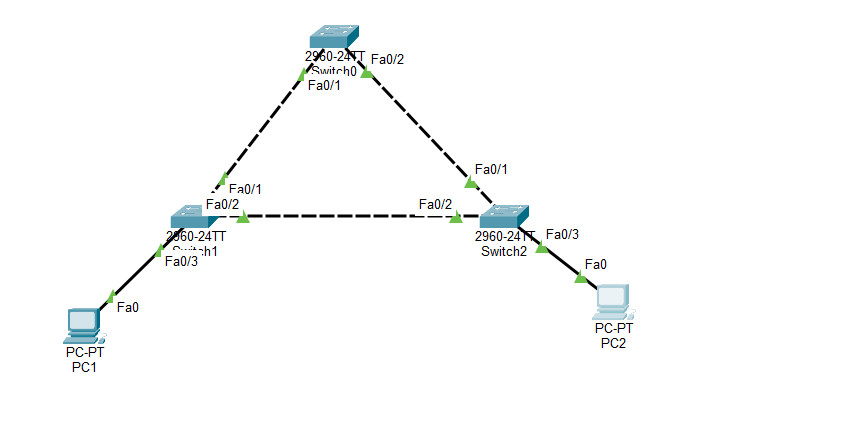 2960-24TT
Switch0
Fa0/2
Fa0/1
Fa0/1
Fa0/1
Fa0/2
Fa0/2
2960-24TT
Switch1
Fa0/3
2960-24TT
Switch2
Fa0/3
Fa0
Fa0
PC-PT
PC1
PC-PT
PC2